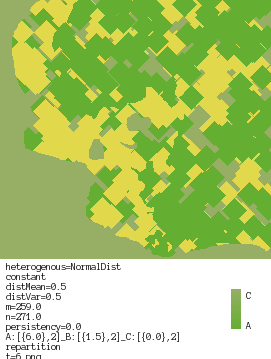 heterogenous=NormalDist
constant
distMean=0.5
distVar=0.5
m=259.0
n=271.0
persistency=0.0
A:[{6.0},2]_B:[{1.5},2]_C:[{0.0},2]
repartition
t=6.png
C
A